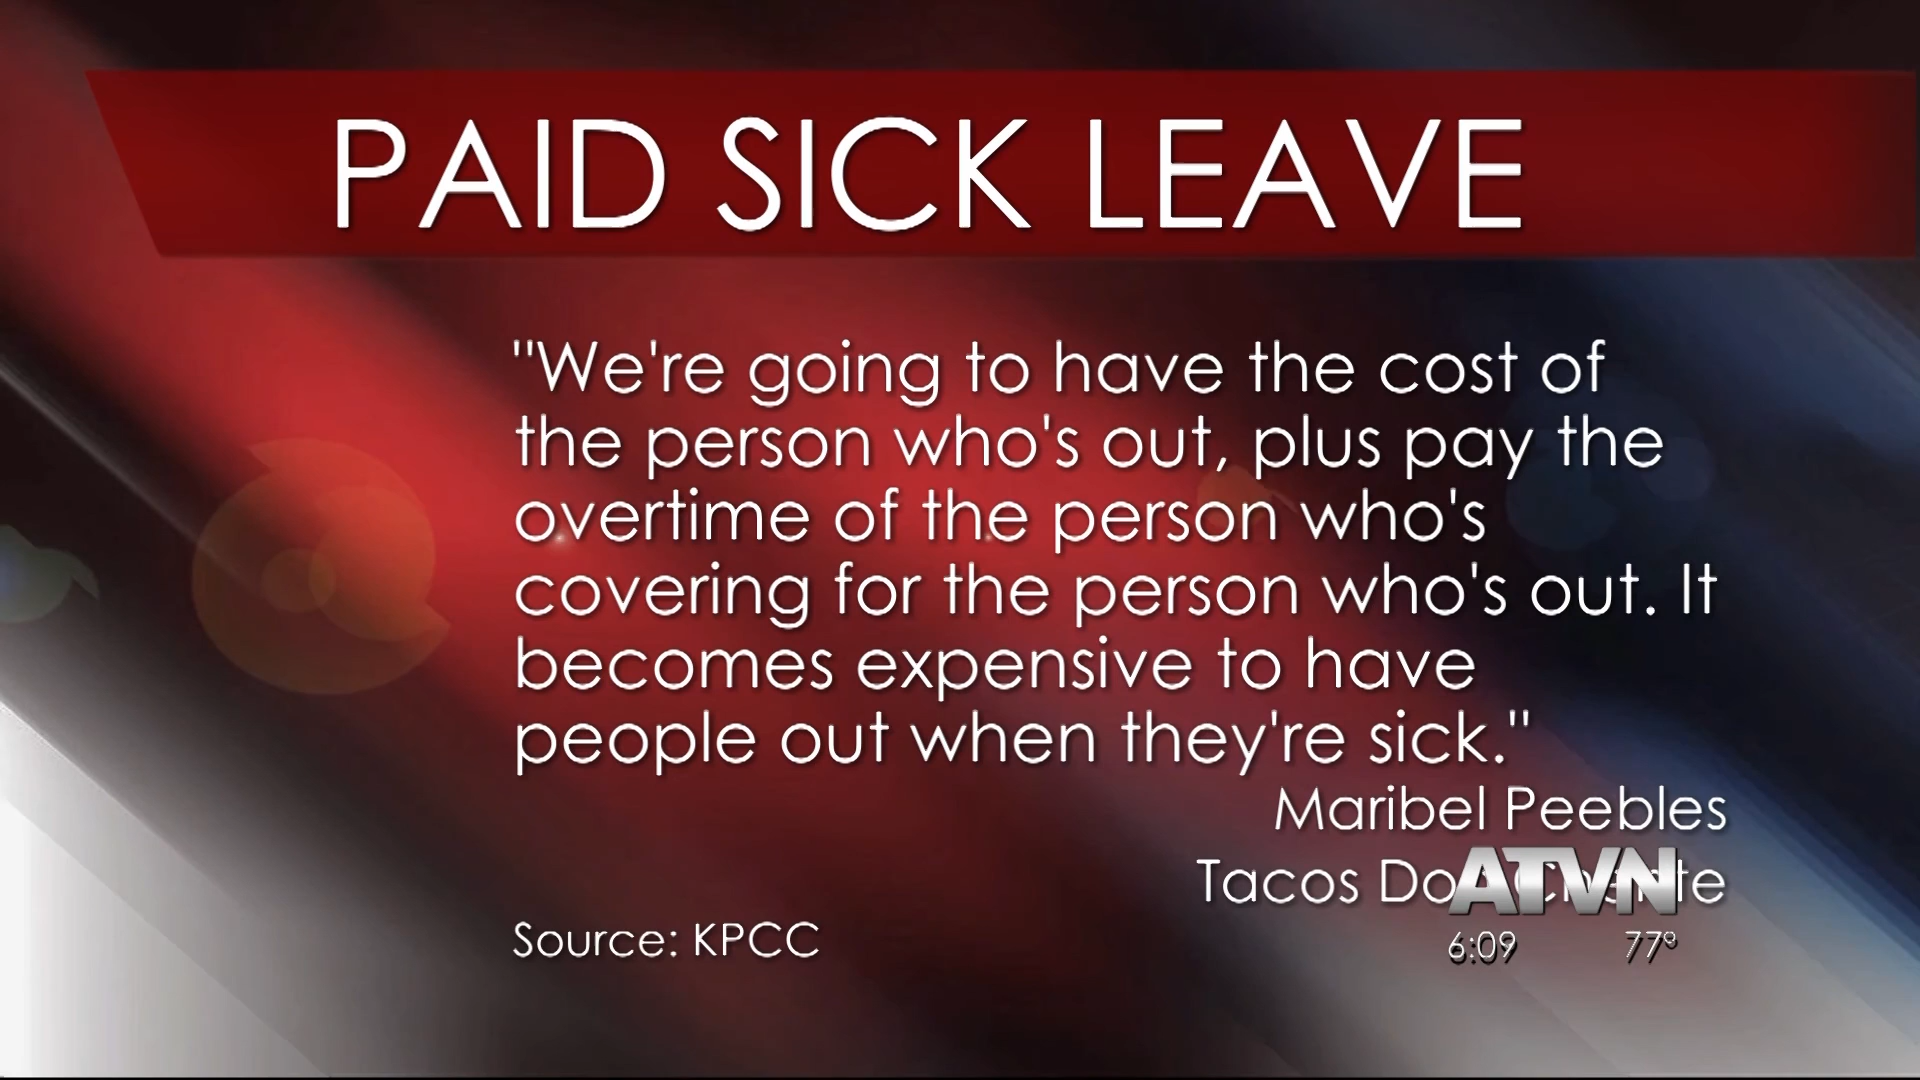 PAID SICK LEAVE
"We're going to have the cost of
the person who's out, plus pay the
overtime of the person who's
covering for the person who's out. It
becomes expensive to have
people out when they're sick."
Maribel Peebles
Tacos
ATVN
Source: KPCC
6:09 77°